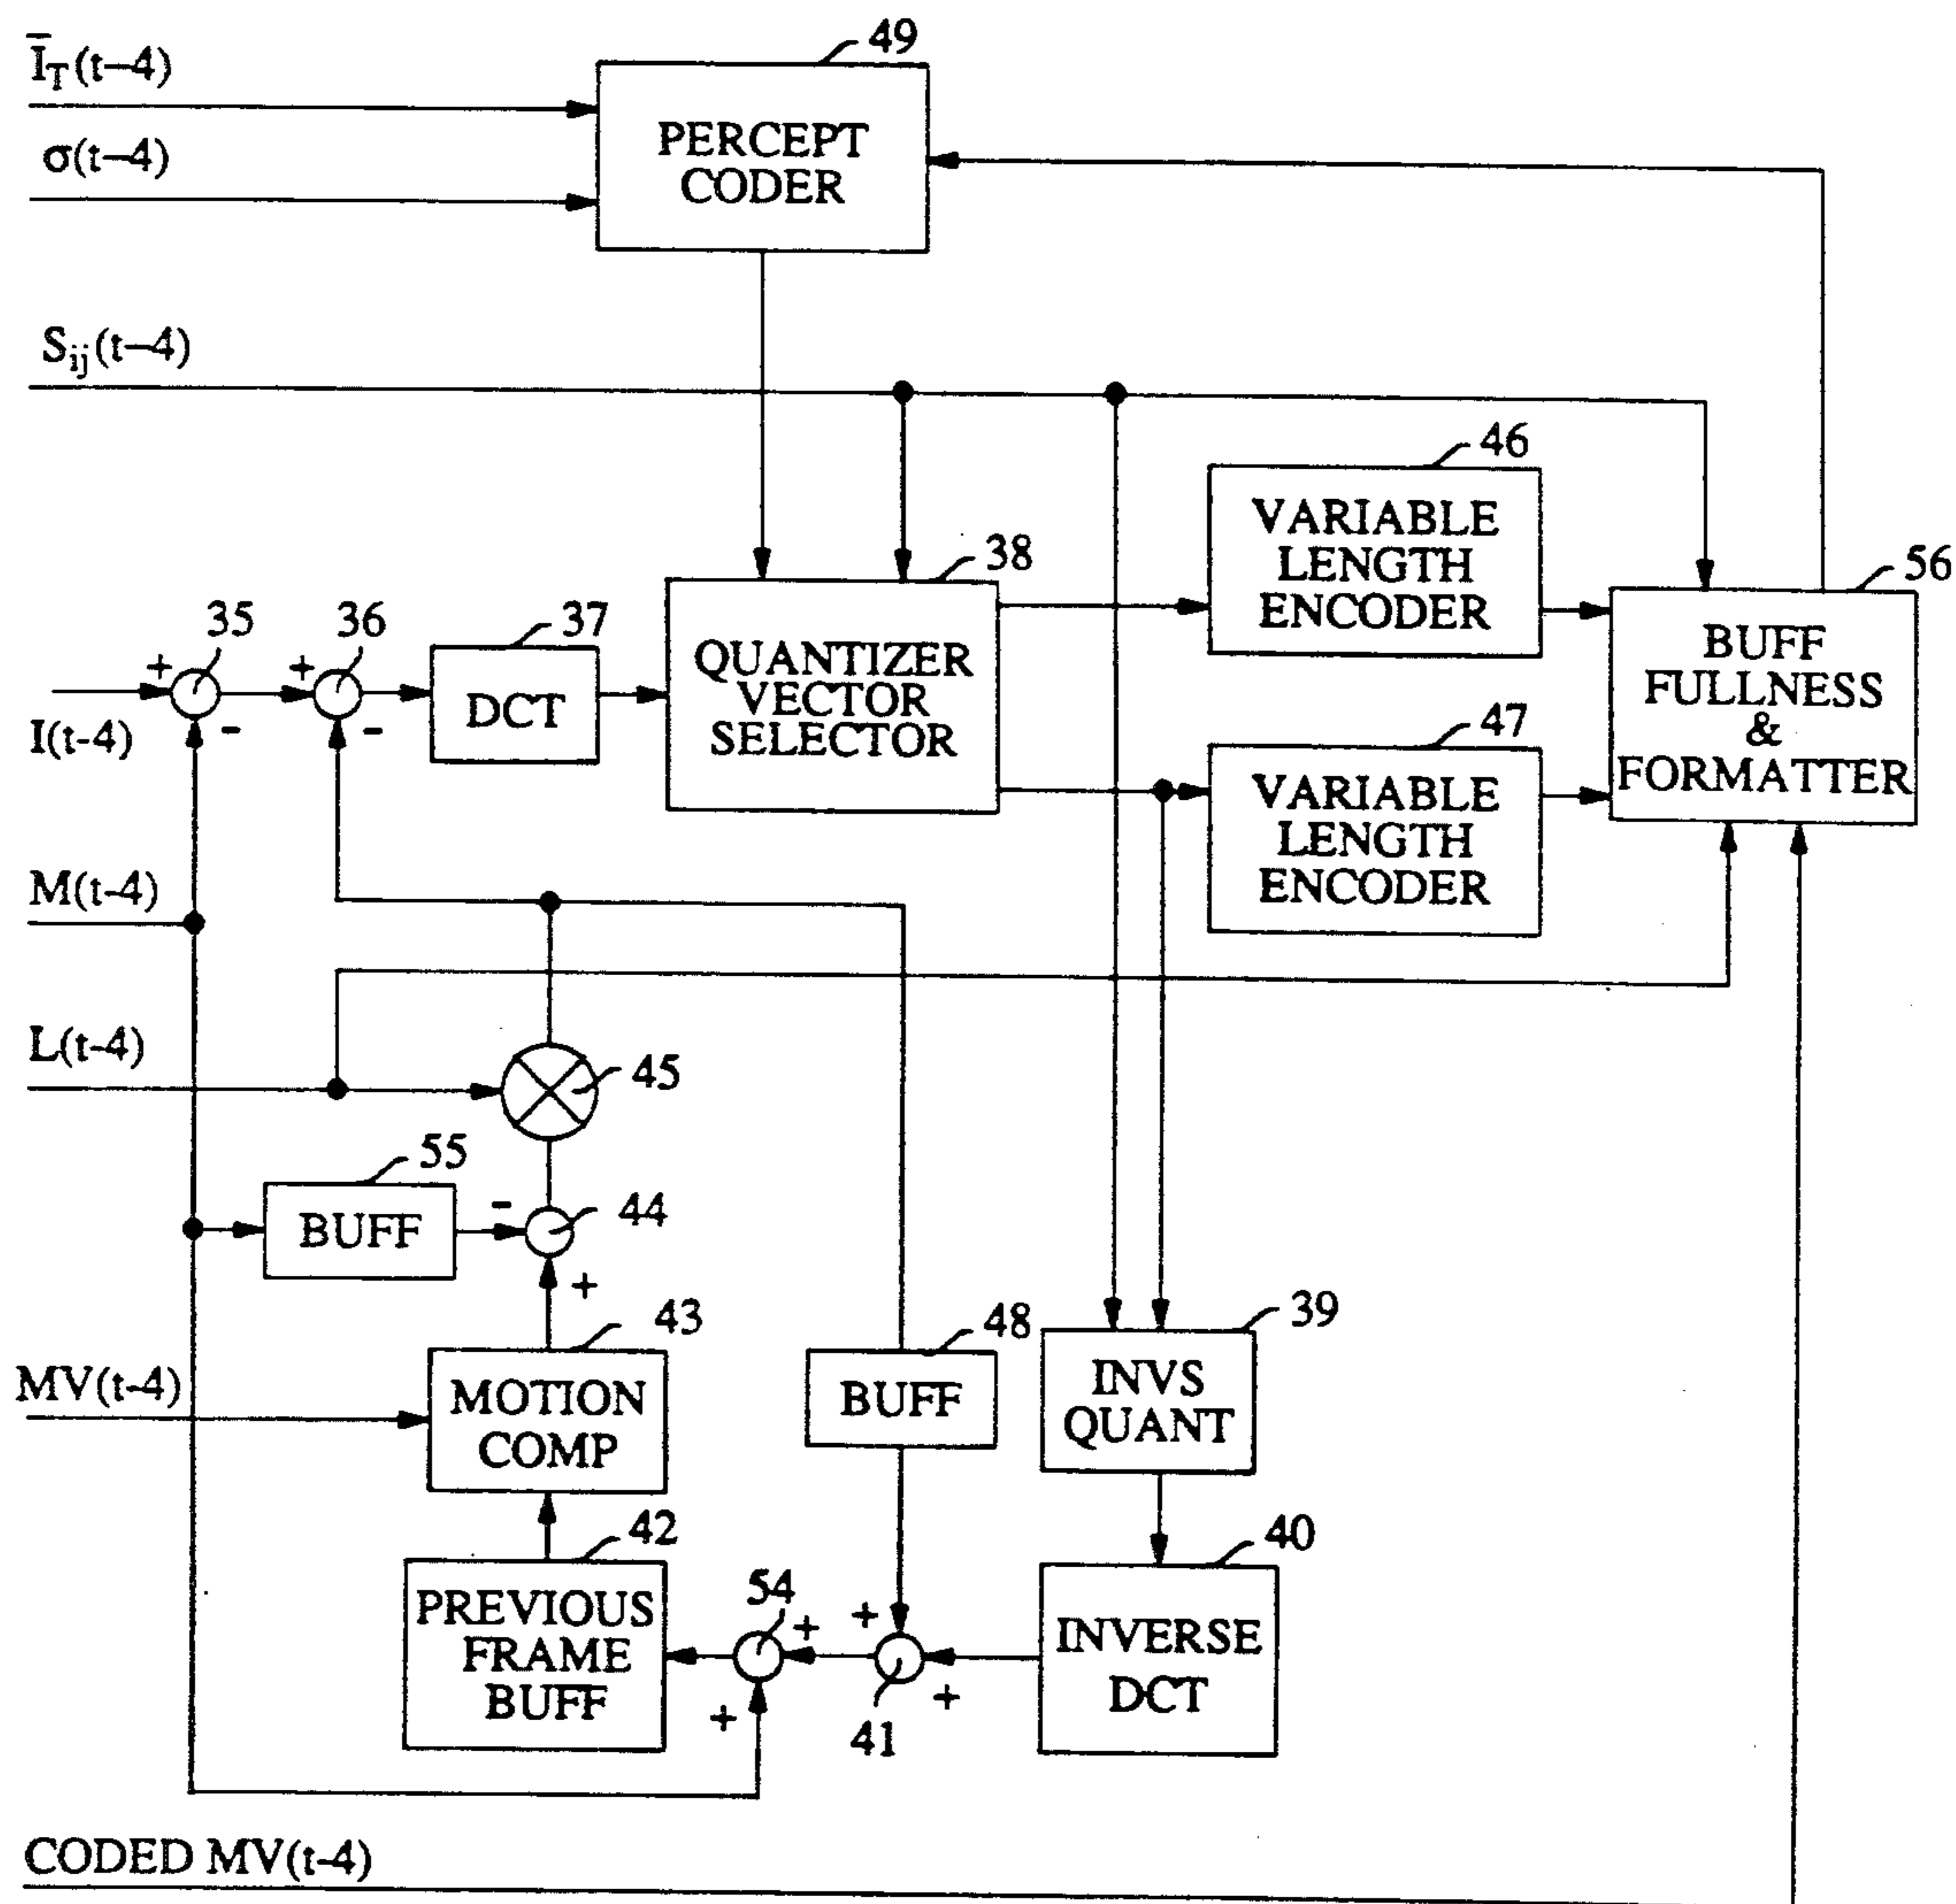 49
I̅T(t–4)
PERCEPT
CODER
σ(t–4)
Sij(t–4)
46
VARIABLE
LENGTH
ENCODER
38
56
35
36
37
+
+
QUANTIZER
VECTOR
SELECTOR
BUFF
FULLNESS
&
FORMATTER
DCT
-
-
I(t-4)
47
VARIABLE
LENGTH
ENCODER
M(t-4)
L(t-4)
45
55
BUFF
-
44
+
43
48
39
MV(t-4)
MOTION
COMP
BUFF
INVS
QUANT
42
40
PREVIOUS
FRAME
BUFF
54
+
+
+
+
41
INVERSE
DCT
CODED MV(t-4)